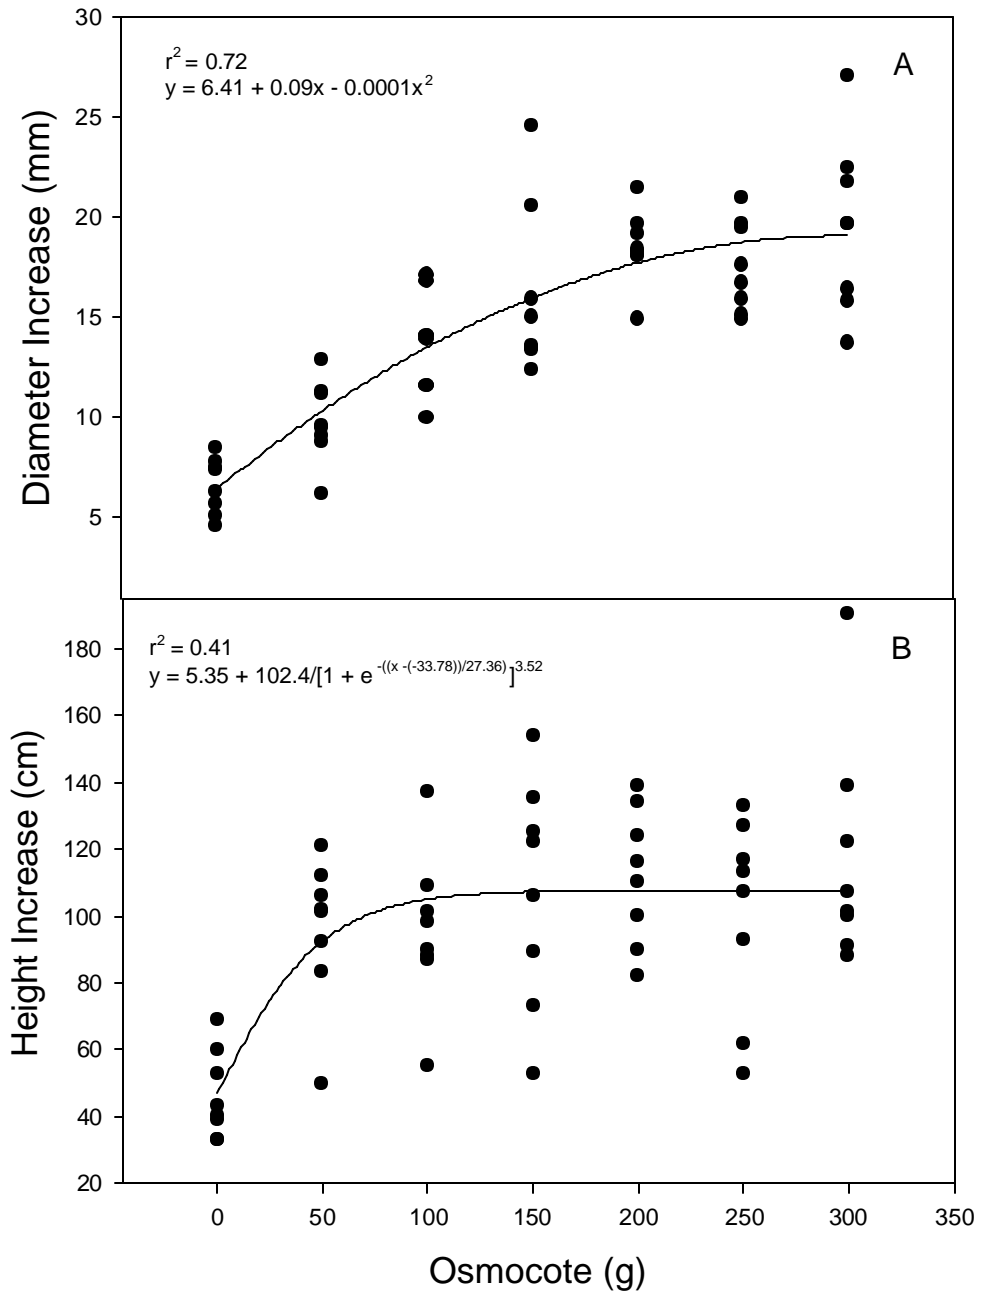 30
r² = 0.72
A
y = 6.41 + 0.09x - 0.0001x²
25
20
15
10
5
Diameter Increase (mm)
r² = 0.41
B
y = 5.35 + 102.4/[1 + e^-((x -(-33.78))/27.36)]^3.52
180
160
140
120
100
80
60
40
20
Height Increase (cm)
0 50 100 150 200 250 300 350
Osmocote (g)